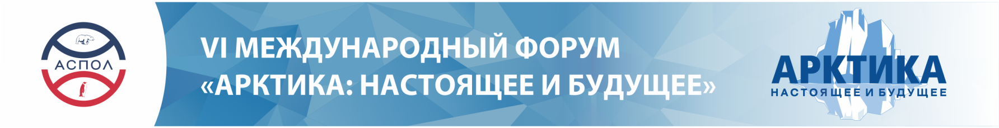 АСПОЛ
VI МЕЖДУНАРОДНЫЙ ФОРУМ
«АРКТИКА: НАСТОЯЩЕЕ И БУДУЩЕЕ»
АРКТИКА
НАСТОЯЩЕЕ И БУДУЩЕЕ